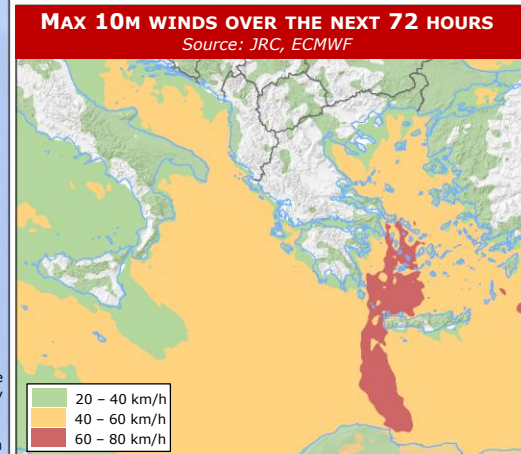 MAX 10M WINDS OVER THE NEXT 72 HOURS
Source: JRC, ECMWF
20 – 40 km/h
40 – 60 km/h
60 – 80 km/h